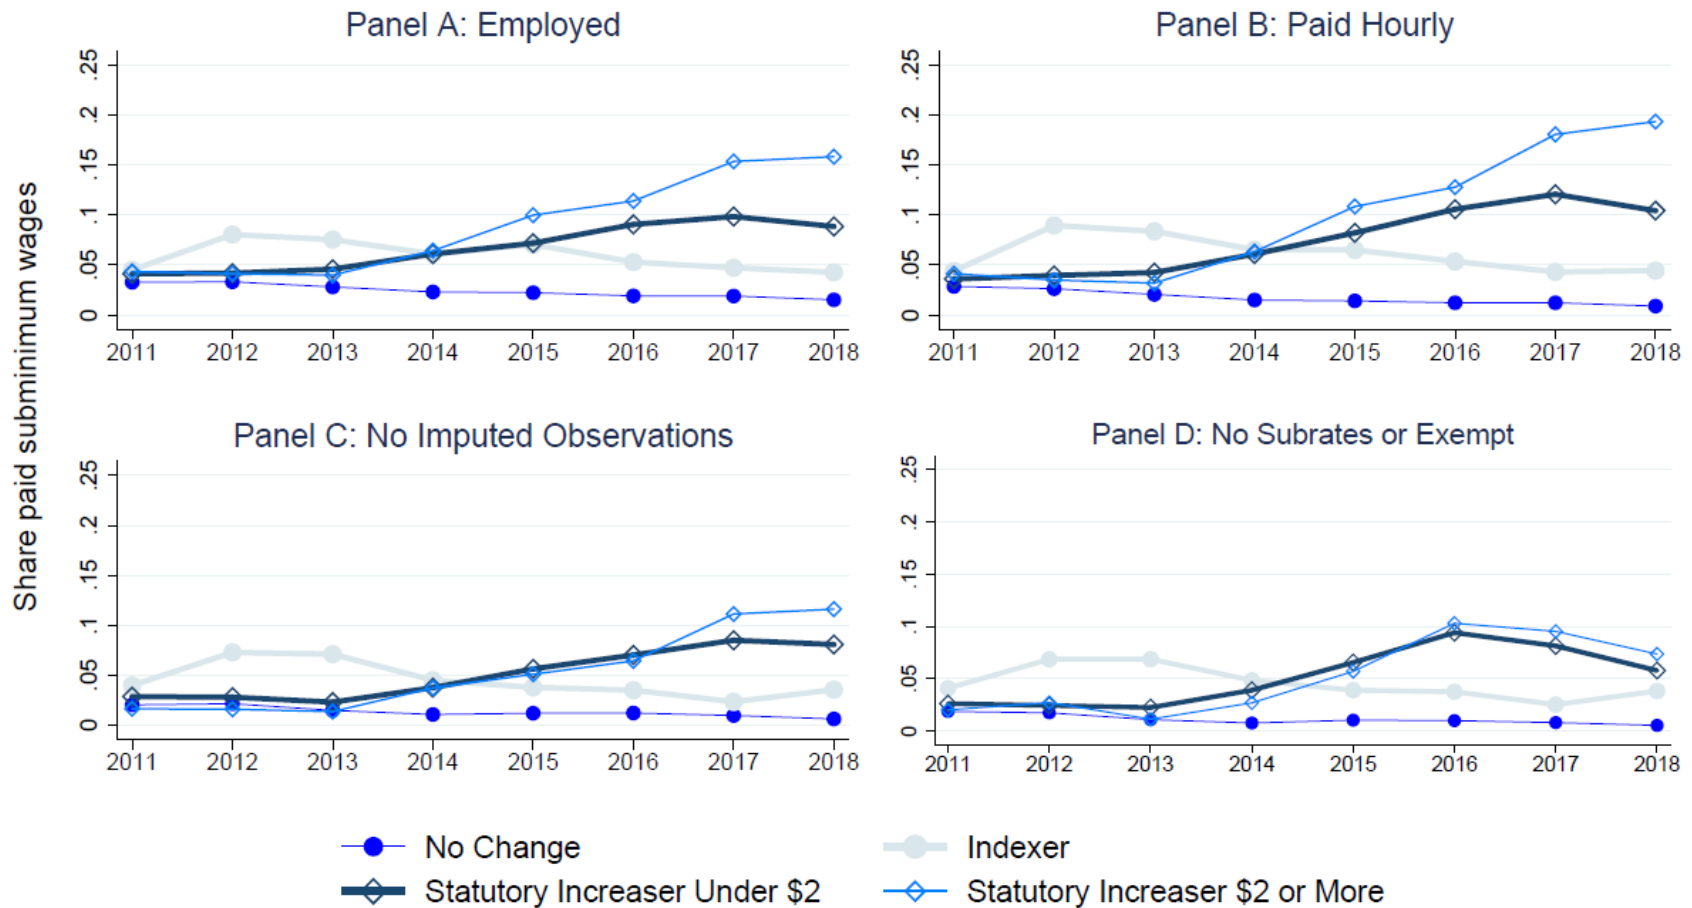 Share paid subminimum wages
Panel A: Employed
.25
.2
.15
.1
.05
0
2011 2012 2013 2014 2015 2016 2017 2018
Panel B: Paid Hourly
.25
.2
.15
.1
.05
0
2011 2012 2013 2014 2015 2016 2017 2018
Panel C: No Imputed Observations
.25
.2
.15
.1
.05
0
2011 2012 2013 2014 2015 2016 2017 2018
Panel D: No Subrates or Exempt
.25
.2
.15
.1
.05
0
2011 2012 2013 2014 2015 2016 2017 2018
No Change
Indexer
Statutory Increaser Under $2
Statutory Increaser $2 or More